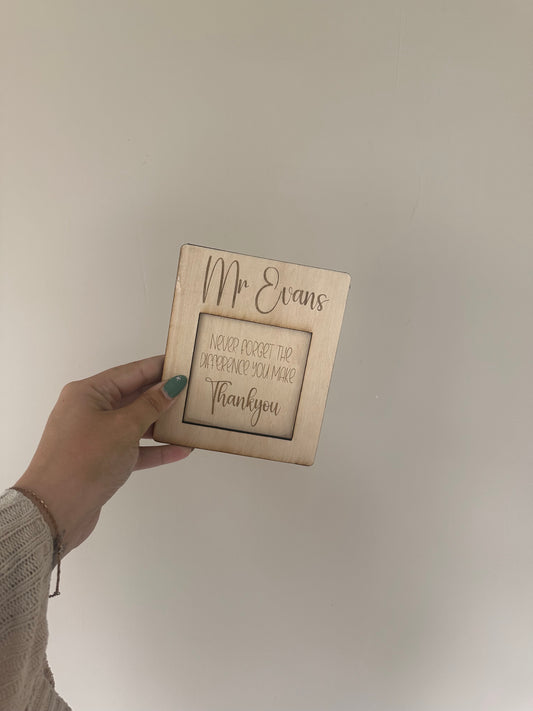 Mr Evans
NEVER FORGET THE
DIFFERENCE YOU MAKE
Thankyou